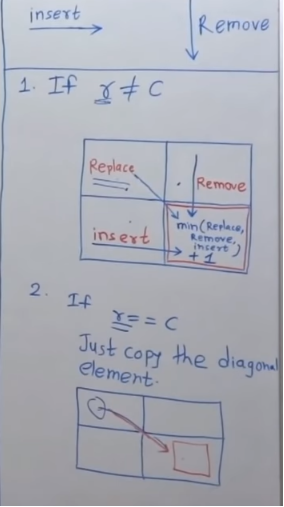 insert
Remove
1. If r ≠ C
Replace
Remove
insert
min(Replace,
Remove,
insert)
+ 1
2. If
r == C
Just copy the diagonal
element.